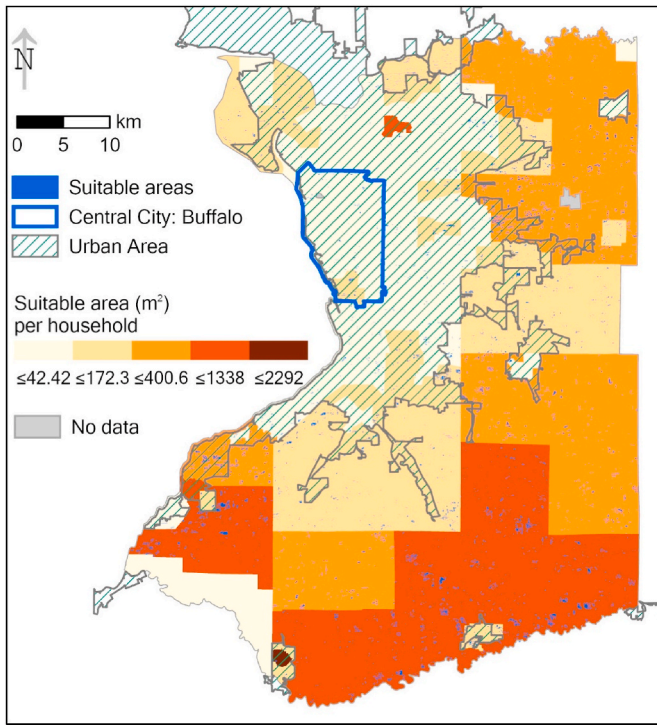 N
km
0 5 10
Suitable areas
Central City: Buffalo
Urban Area
Suitable area (m²)
per household
≤42.42 ≤172.3 ≤400.6 ≤1338 ≤2292
No data